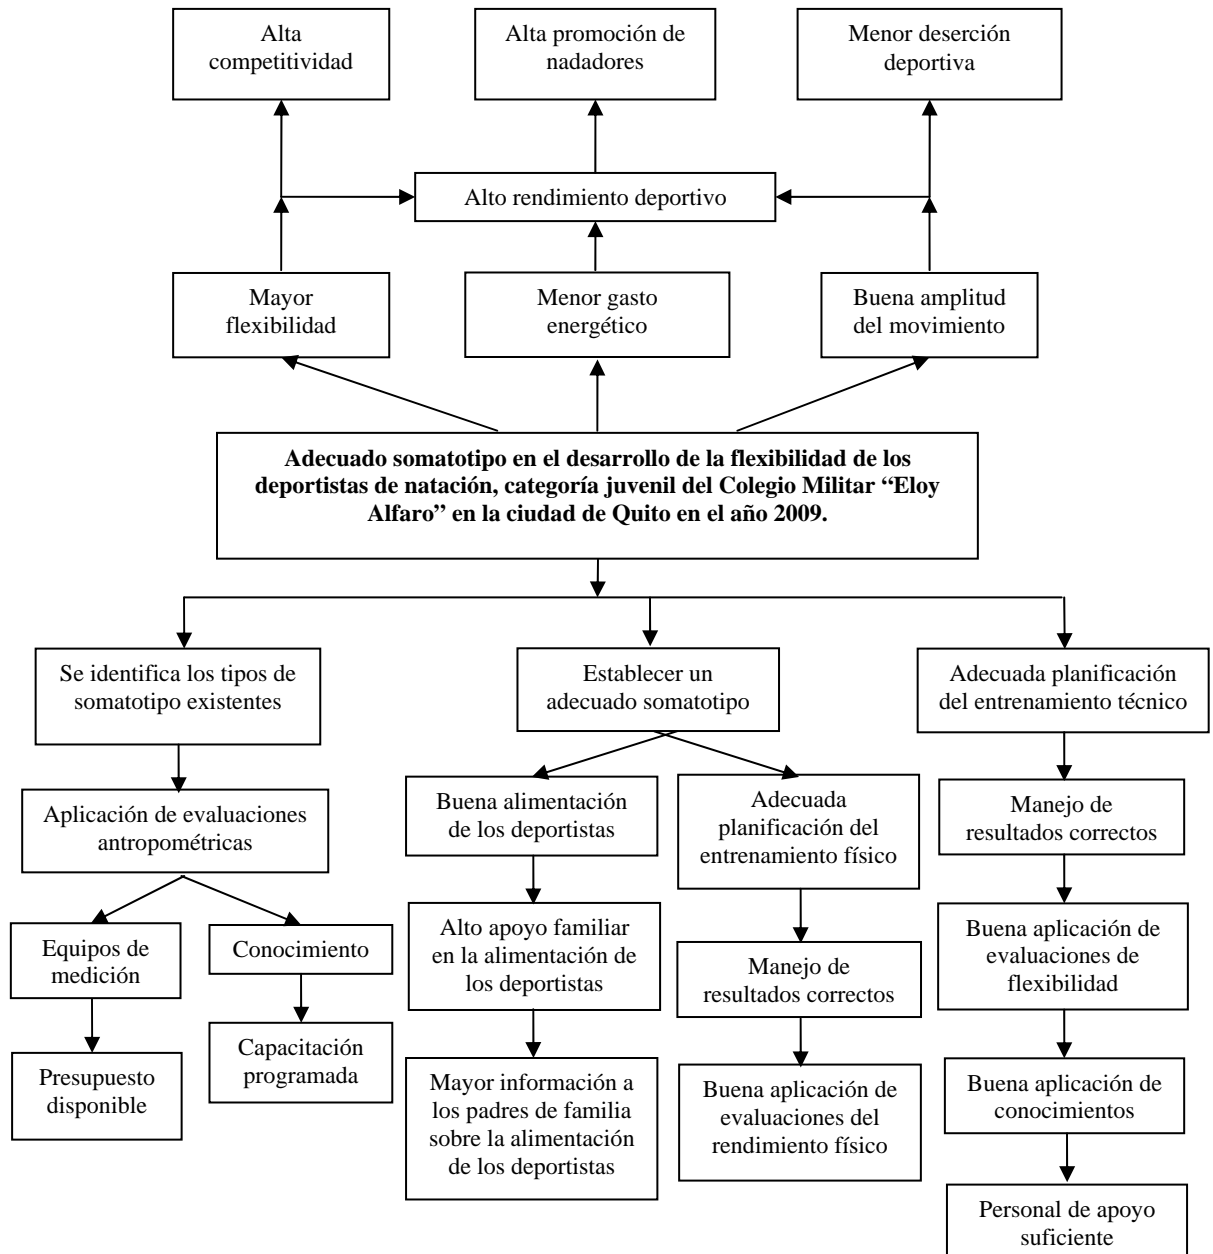 Alta
competitividad
Alta promoción de
nadadores
Menor deserción
deportiva
Alto rendimiento deportivo
Mayor
flexibilidad
Menor gasto
energético
Buena amplitud
del movimiento
Adecuado somatotipo en el desarrollo de la flexibilidad de los
deportistas de natación, categoría juvenil del Colegio Militar “Eloy
Alfaro” en la ciudad de Quito en el año 2009.
Se identifica los tipos de
somatotipo existentes
Establecer un
adecuado somatotipo
Adecuada planificación
del entrenamiento técnico
Aplicación de evaluaciones
antropométricas
Buena alimentación
de los deportistas
Adecuada
planificación del
entrenamiento físico
Manejo de
resultados correctos
Equipos de
medición
Conocimiento
Alto apoyo familiar
en la alimentación de
los deportistas
Manejo de
resultados correctos
Buena aplicación de
evaluaciones de
flexibilidad
Presupuesto
disponible
Capacitación
programada
Mayor información a
los padres de familia
sobre la alimentación
de los deportistas
Buena aplicación de
evaluaciones del
rendimiento físico
Buena aplicación de
conocimientos
Personal de apoyo
suficiente